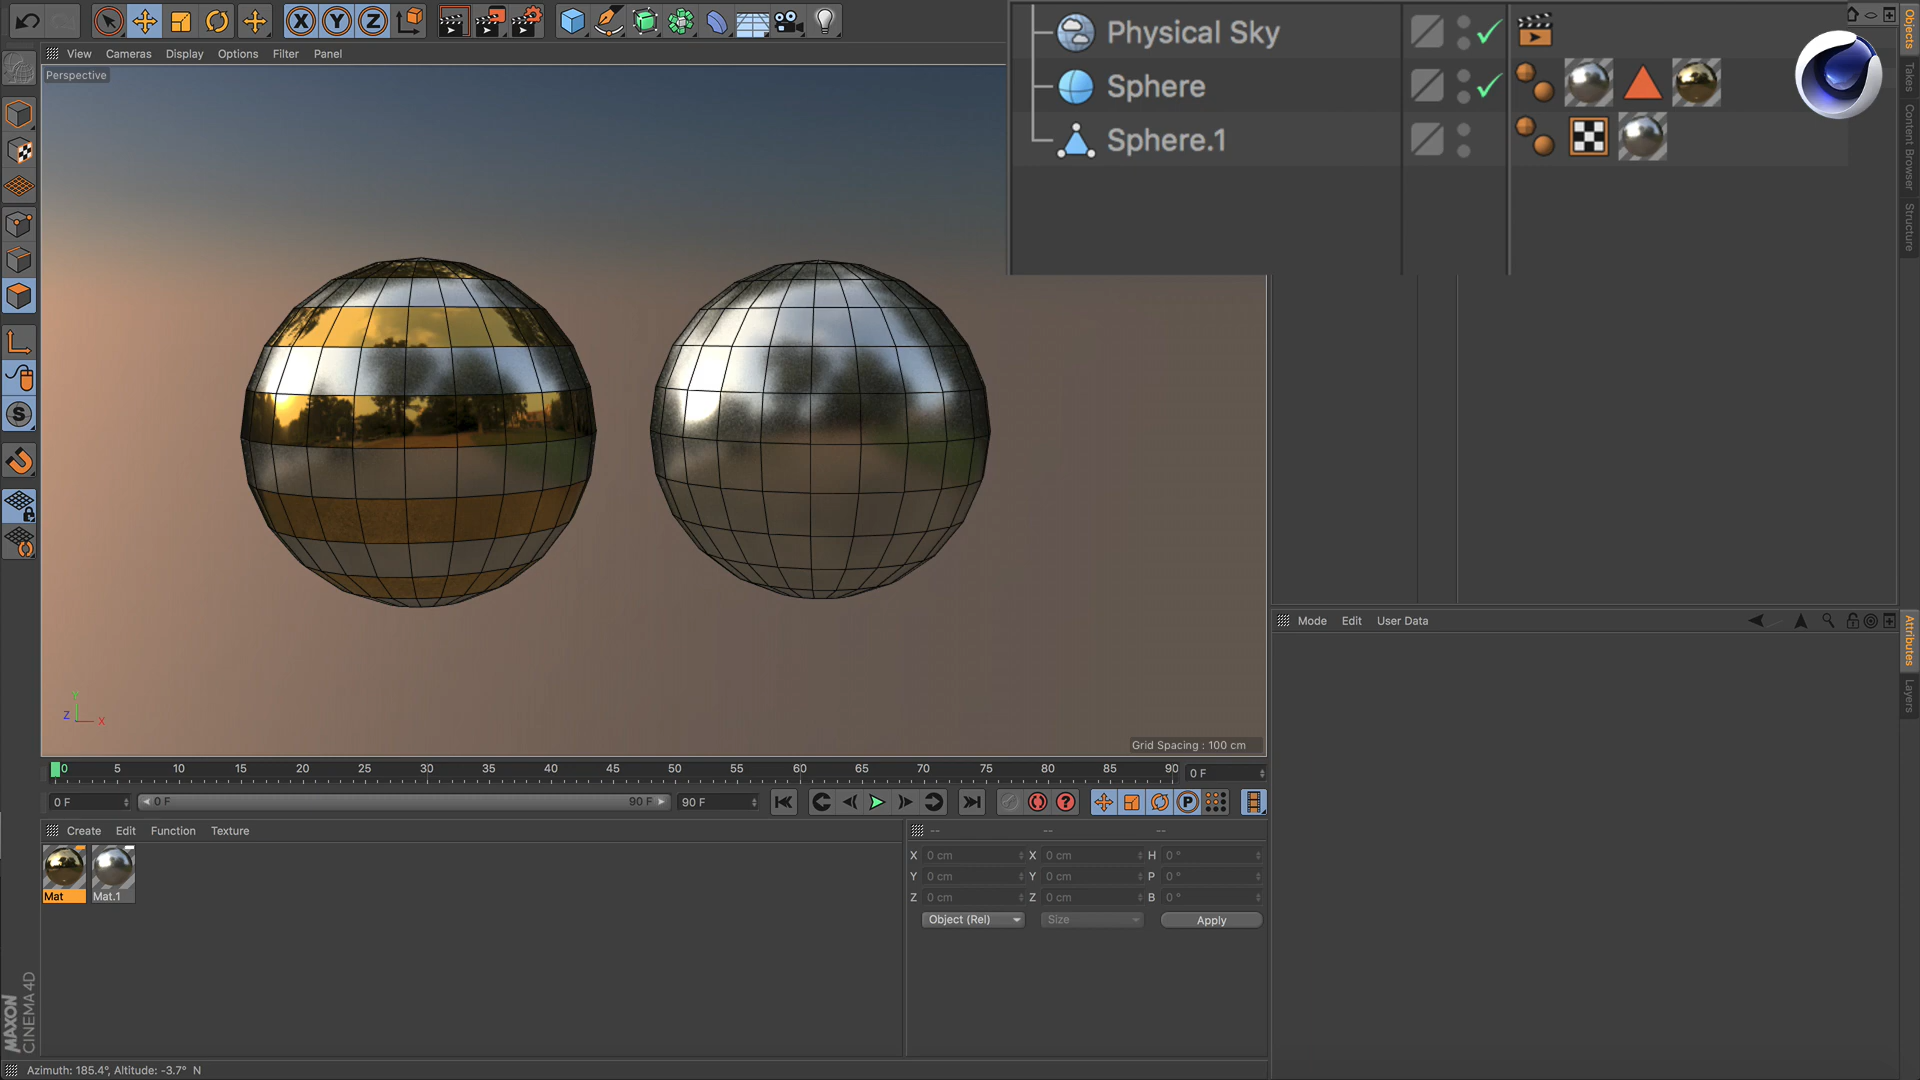 X Y Z
View Cameras Display Options Filter Panel
Perspective
Physical Sky
Sphere
Sphere.1
Objects
Takes
Content Browser
Structure
S
Y
Z X
Grid Spacing : 100 cm
0 5 10 15 20 25 30 35 40 45 50 55 60 65 70 75 80 85 90 0 F
0 F 0 F 90 F 90 F ? P
Create Edit Function Texture
Mat Mat.1
-- -- --
X 0 cm X 0 cm H 0 °
Y 0 cm Y 0 cm P 0 °
Z 0 cm Z 0 cm B 0 °
Object (Rel) Size Apply
Mode Edit User Data
Attributes
Layers
MAXON
CINEMA 4D
Azimuth: 185.4°, Altitude: -3.7° N